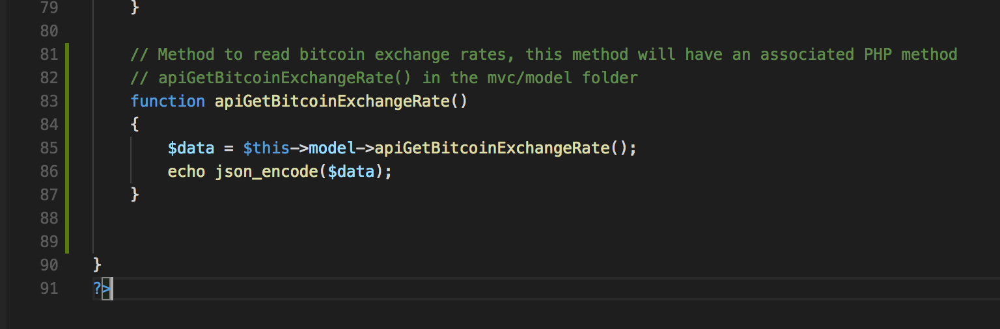 79 }
80
81 // Method to read bitcoin exchange rates, this method will have an associated PHP method
82 // apiGetBitcoinExchangeRate() in the mvc/model folder
83 function apiGetBitcoinExchangeRate()
84 {
85 $data = $this->model->apiGetBitcoinExchangeRate();
86 echo json_encode($data);
87 }
88
89
90 }
91 ?>